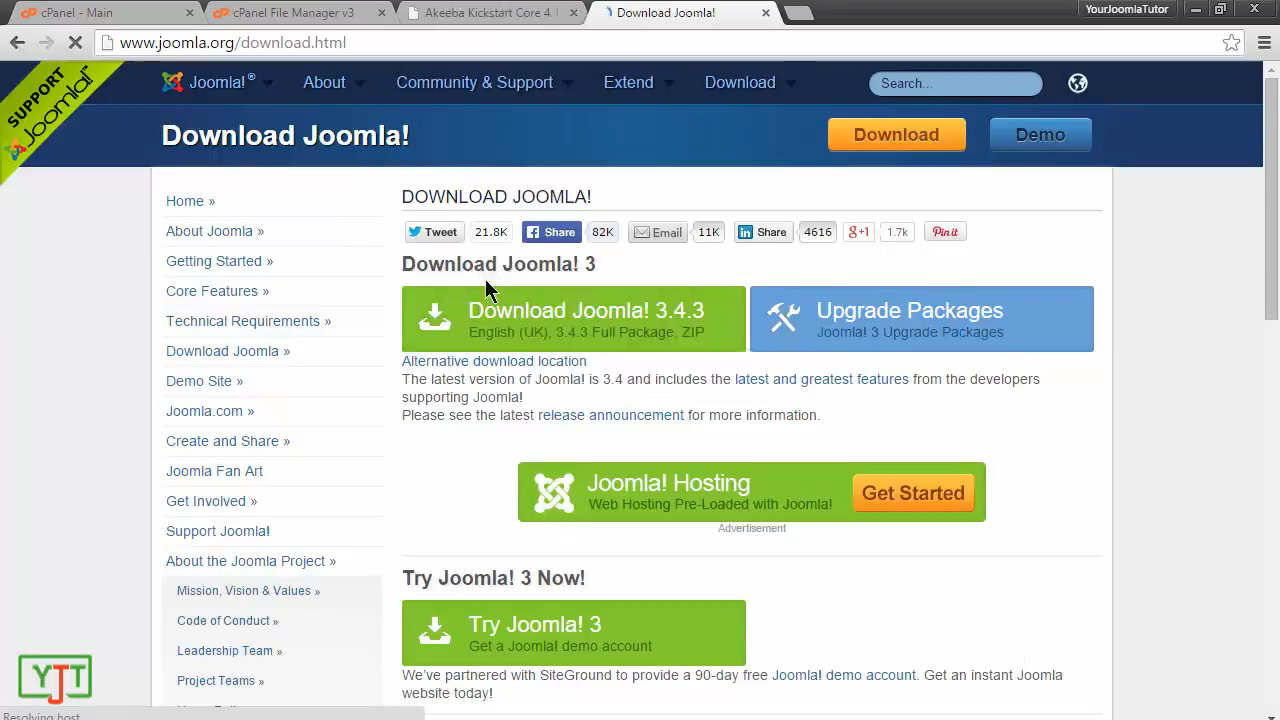 cPanel - Main
cPanel File Manager v3
Akeeba Kickstart Core 4.
Download Joomla!
YourJoomlaTutor
www.joomla.org/download.html
SUPPORT
Joomla!
Joomla!®
About
Community & Support
Extend
Download
Search...
Download Joomla!
Download
Demo
Home »
About Joomla »
Getting Started »
Core Features »
Technical Requirements »
Download Joomla »
Demo Site »
Joomla.com »
Create and Share »
Joomla Fan Art
Get Involved »
Support Joomla!
About the Joomla Project »
Mission, Vision & Values »
Code of Conduct »
Leadership Team »
Project Teams »
DOWNLOAD JOOMLA!
Tweet 21.8K Share 82K Email 11K Share 4616 g+1 1.7k Pin it
Download Joomla! 3
Download Joomla! 3.4.3
English (UK), 3.4.3 Full Package, ZIP
Upgrade Packages
Joomla! 3 Upgrade Packages
Alternative download location
The latest version of Joomla! is 3.4 and includes the latest and greatest features from the developers
supporting Joomla!
Please see the latest release announcement for more information.
Joomla! Hosting
Web Hosting Pre-Loaded with Joomla!
Get Started
Advertisement
Try Joomla! 3 Now!
Try Joomla! 3
Get a Joomla! demo account
We've partnered with SiteGround to provide a 90-day free Joomla! demo account. Get an instant Joomla
website today!
YJT
Resolving host